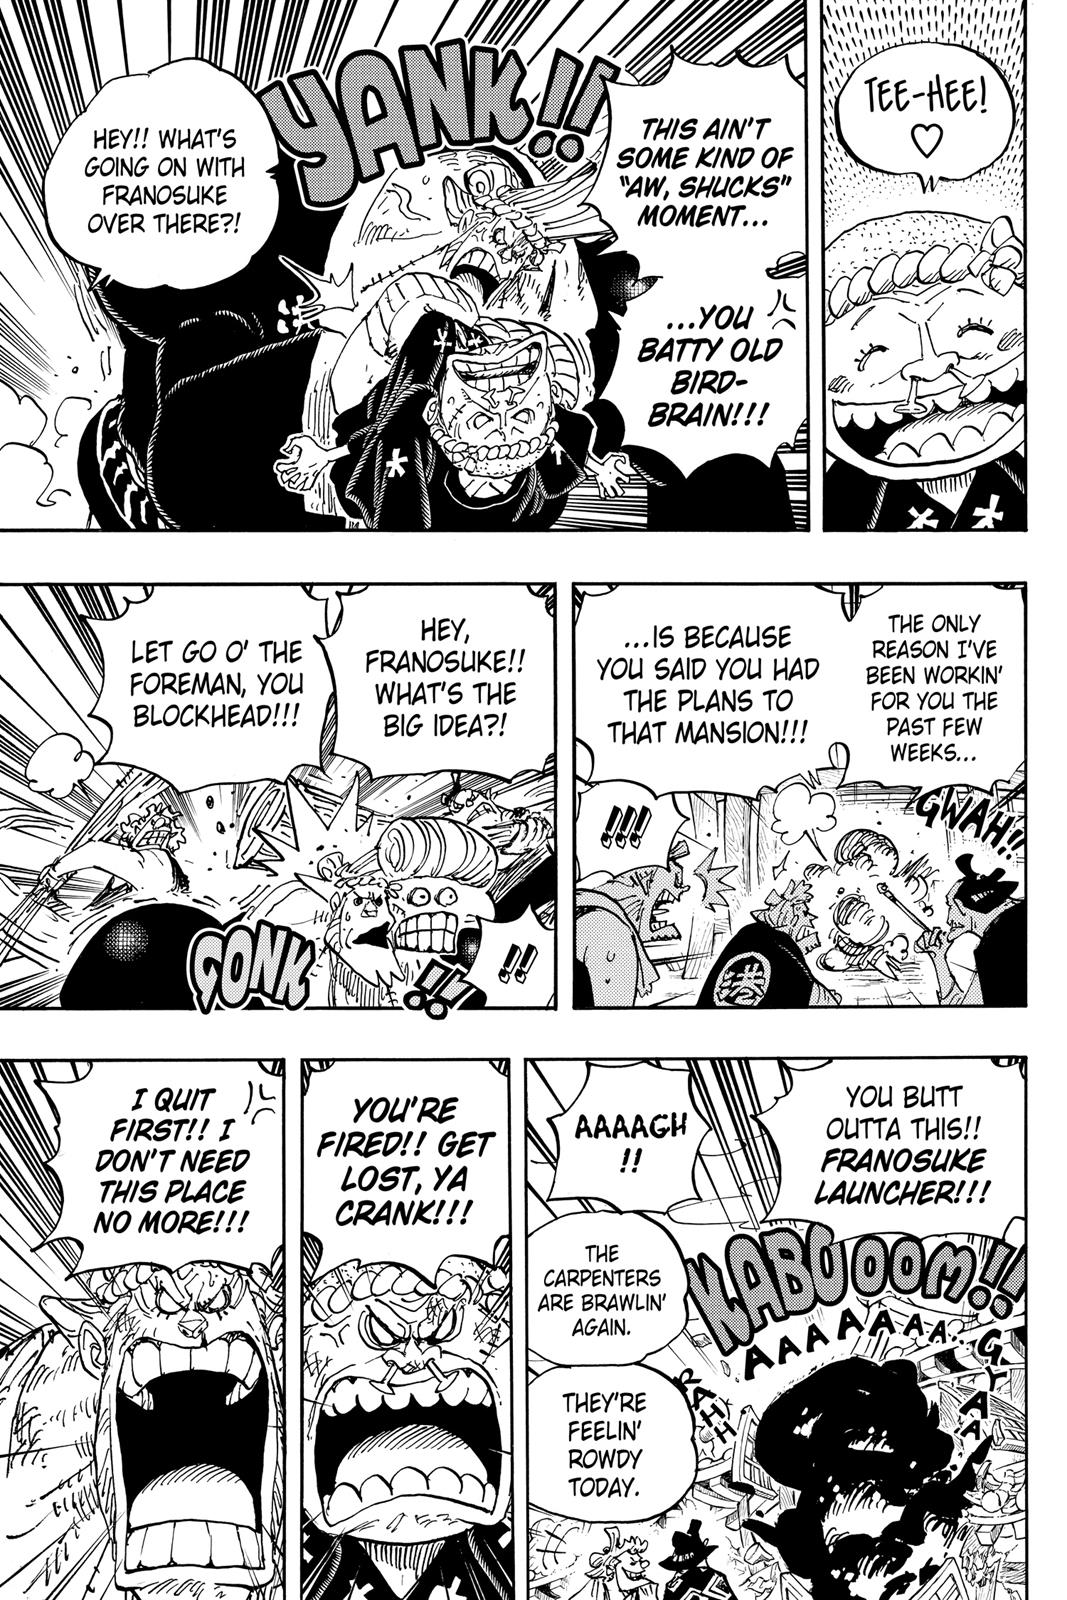 TEE-HEE!
♡
THIS AIN'T
SOME KIND OF
"AW, SHUCKS"
MOMENT...
...YOU
BATTY OLD
BIRD-
BRAIN!!!
YANK!!
HEY!! WHAT'S
GOING ON WITH
FRANOSUKE
OVER THERE?!
THE ONLY
REASON I'VE
BEEN WORKIN'
FOR YOU THE
PAST FEW
WEEKS...
...IS BECAUSE
YOU SAID YOU HAD
THE PLANS TO
THAT MANSION!!!
GWAH!!
!!!
港
HEY,
FRANOSUKE!!
WHAT'S THE
BIG IDEA?!
LET GO O' THE
FOREMAN, YOU
BLOCKHEAD!!!
GONK
!!
!!
YOU BUTT
OUTTA THIS!!
FRANOSUKE
LAUNCHER!!!
AAAAGH
!!
KABOOOOM!!
AAAAAAA...
GYAA
RAHH
THE
CARPENTERS
ARE BRAWLIN'
AGAIN.
THEY'RE
FEELIN'
ROWDY
TODAY.
YOU'RE
FIRED!! GET
LOST, YA
CRANK!!!
I QUIT
FIRST!! I
DON'T NEED
THIS PLACE
NO MORE!!!